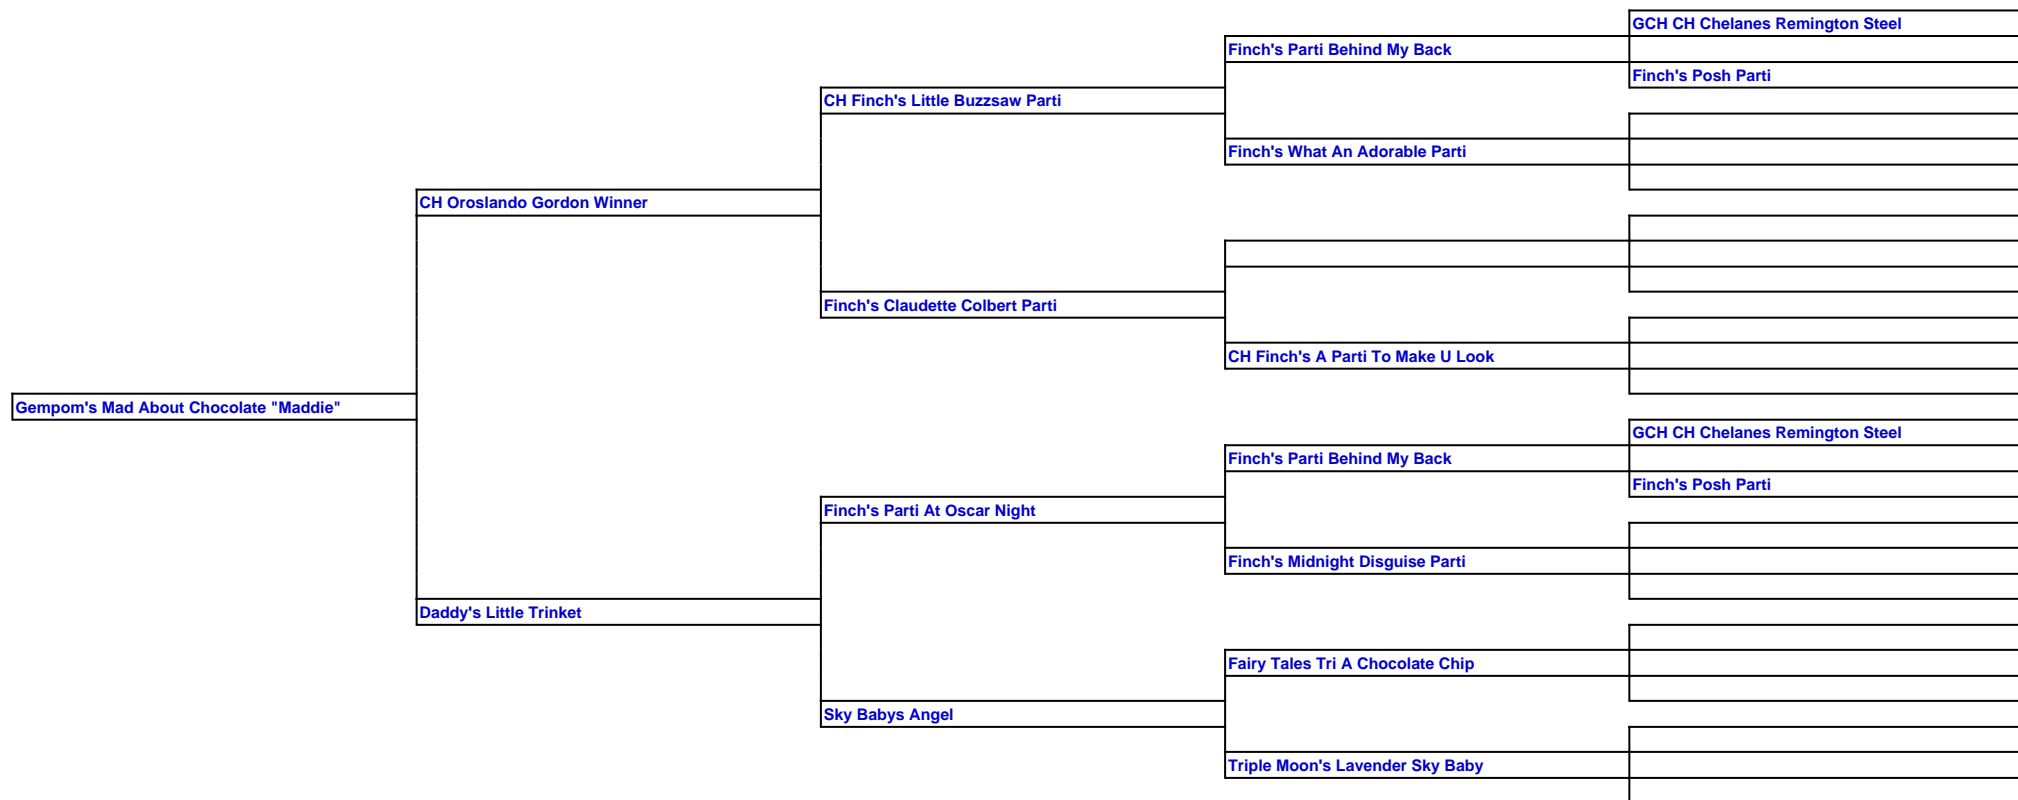 GCH CH Chelanes Remington Steel
Finch's Parti Behind My Back
Finch's Posh Parti
CH Finch's Little Buzzsaw Parti
Finch's What An Adorable Parti
CH Oroslando Gordon Winner
Finch's Claudette Colbert Parti
CH Finch's A Parti To Make U Look
Gempom's Mad About Chocolate "Maddie"
GCH CH Chelanes Remington Steel
Finch's Parti Behind My Back
Finch's Posh Parti
Finch's Parti At Oscar Night
Finch's Midnight Disguise Parti
Daddy's Little Trinket
Fairy Tales Tri A Chocolate Chip
Sky Babys Angel
Triple Moon's Lavender Sky Baby